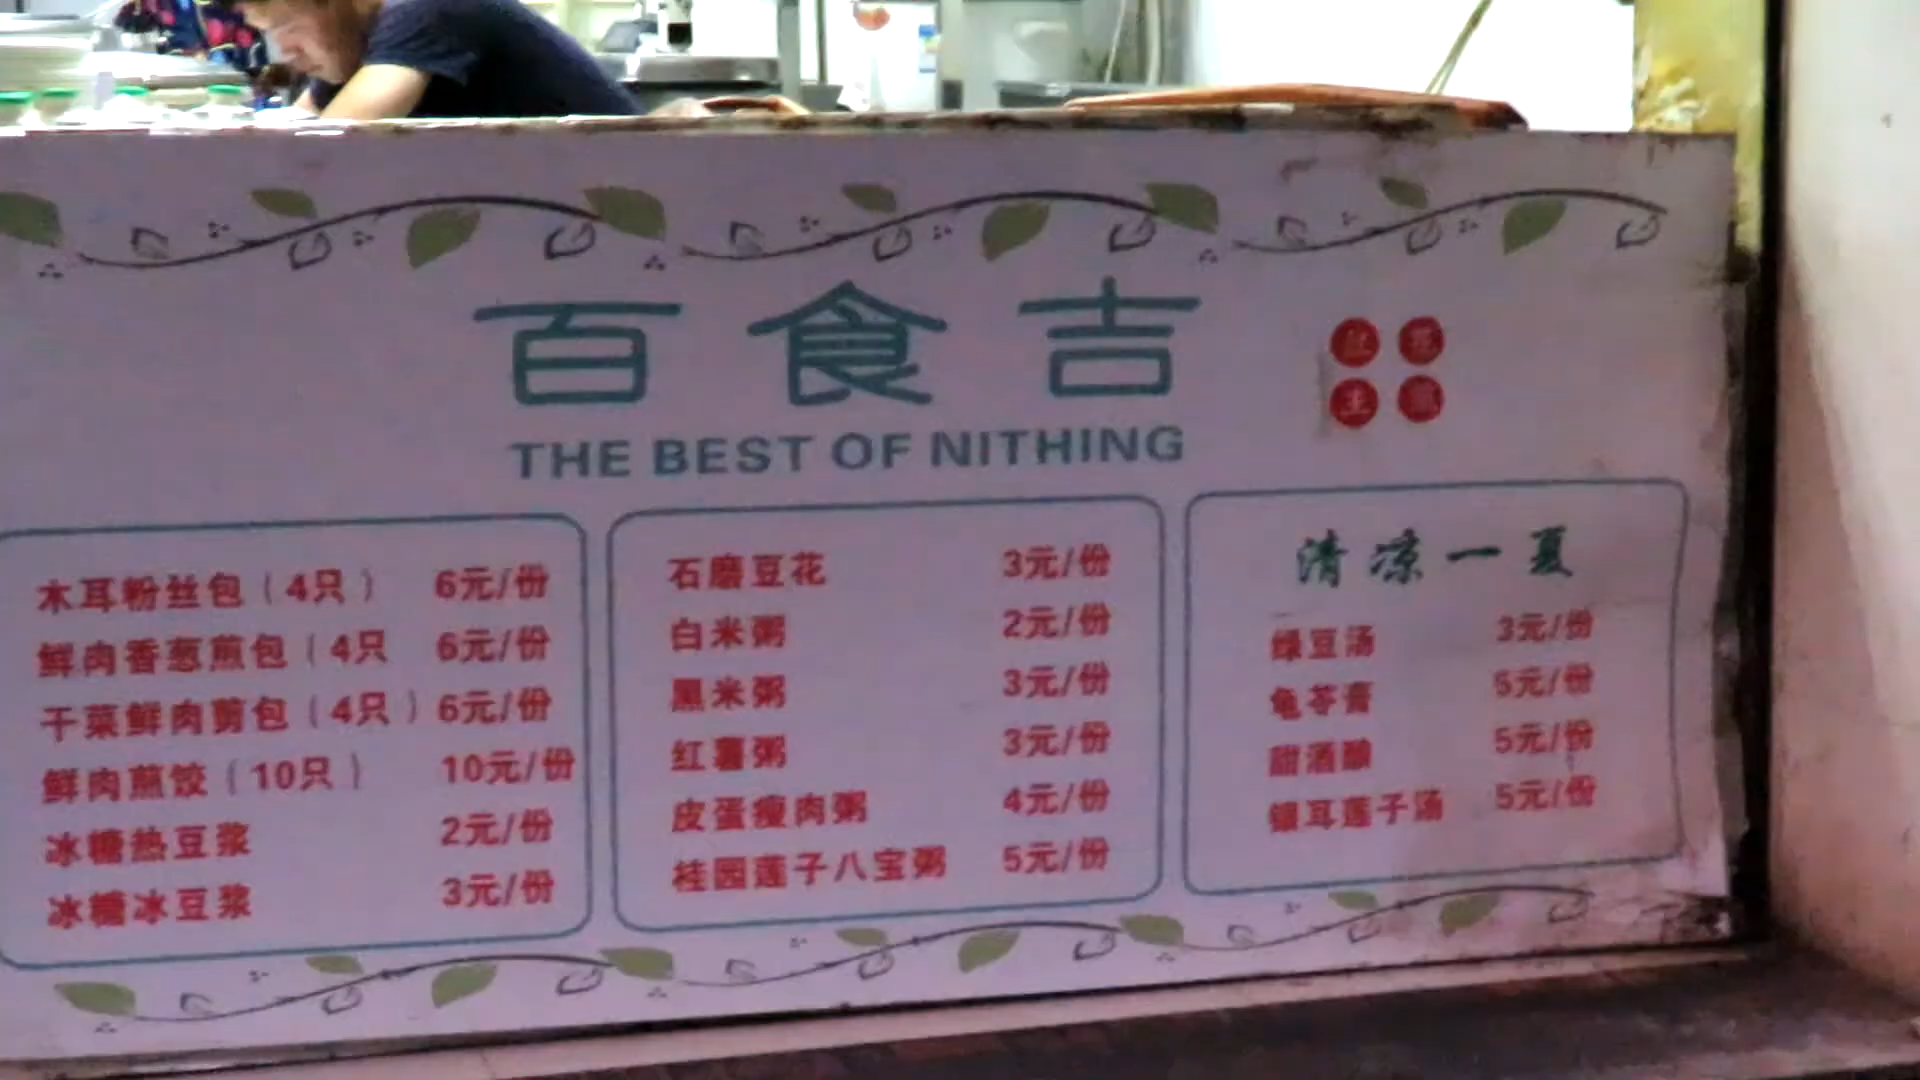 百食吉
THE BEST OF NITHING
木耳粉丝包（4只） 6元/份
鲜肉香葱煎包（4只 6元/份
干菜鲜肉剪包（4只）6元/份
鲜肉煎饺（10只） 10元/份
冰糖热豆浆 2元/份
冰糖冰豆浆 3元/份
石磨豆花 3元/份
白米粥 2元/份
黑米粥 3元/份
红薯粥 3元/份
皮蛋瘦肉粥 4元/份
桂园莲子八宝粥 5元/份
清凉一夏
绿豆汤 3元/份
龟苓膏 5元/份
甜酒酿 5元/份
银耳莲子汤 5元/份